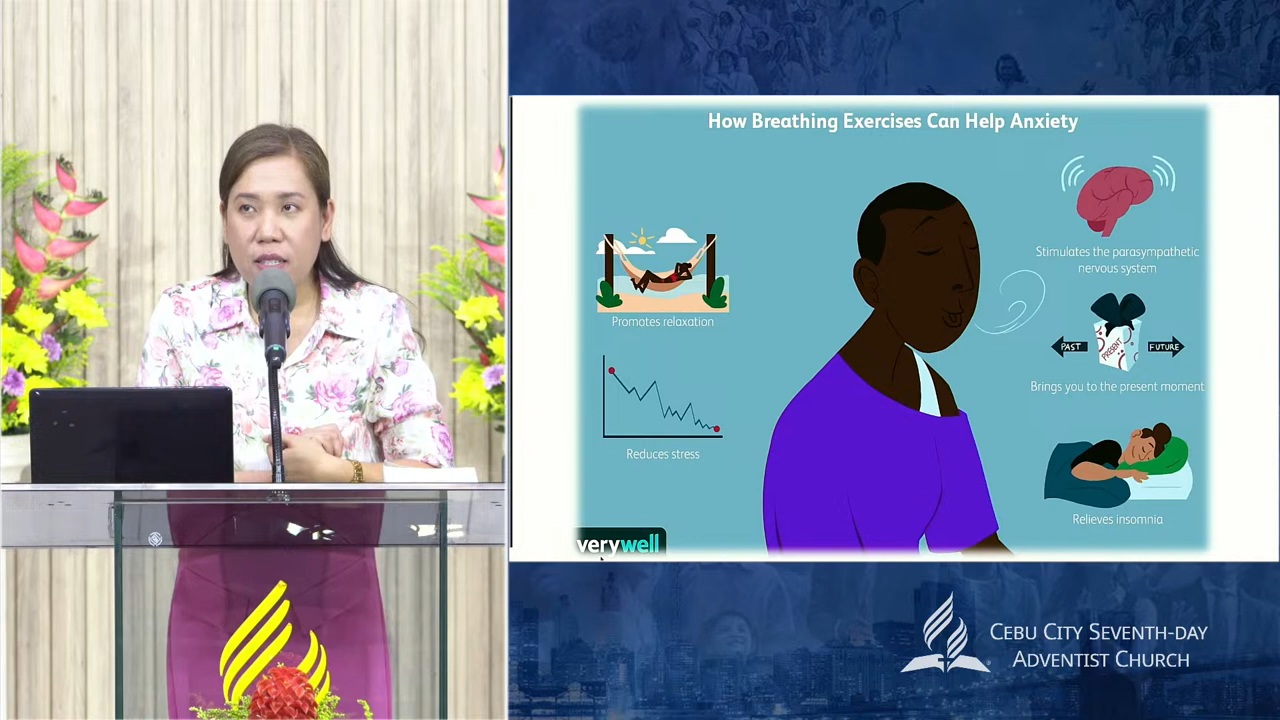 How Breathing Exercises Can Help Anxiety
Promotes relaxation
Reduces stress
Stimulates the parasympathetic
nervous system
PAST
PRESENT
FUTURE
Brings you to the present moment
Relieves insomnia
verywell
CEBU CITY SEVENTH-DAY
ADVENTIST CHURCH